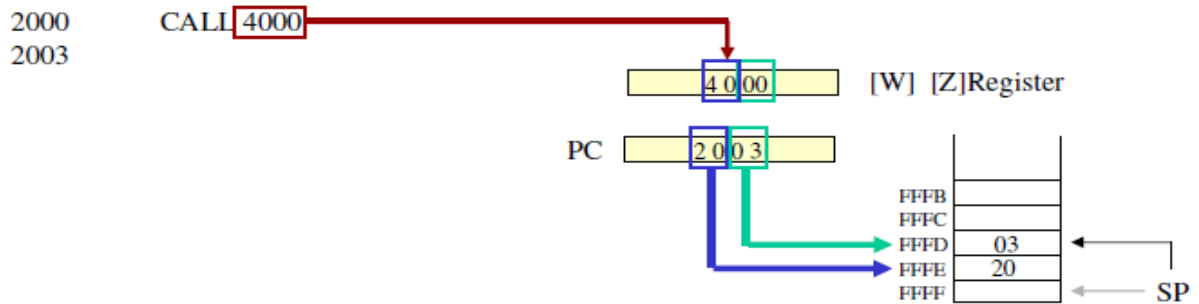 2000 CALL 4000
2003
4 0 00 [W] [Z]Register
PC 2 0 0 3
FFFB
FFFC
FFFD 03
FFFE 20
FFFF SP